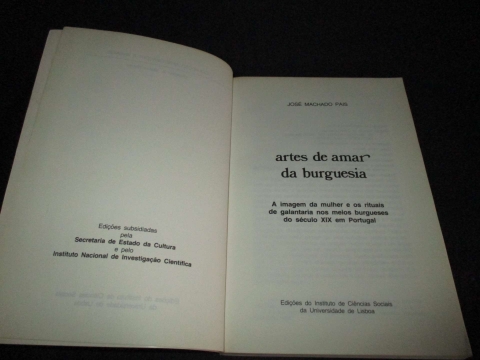 Edições subsidiadas
pela
Secretaria de Estado da Cultura
e pelo
Instituto Nacional de Investigação Científica
JOSÉ MACHADO PAIS
artes de amar
da burguesia
A imagem da mulher e os rituais
de galantaria nos meios burgueses
do século XIX em Portugal
Edições do Instituto de Ciências Sociais
da Universidade de Lisboa